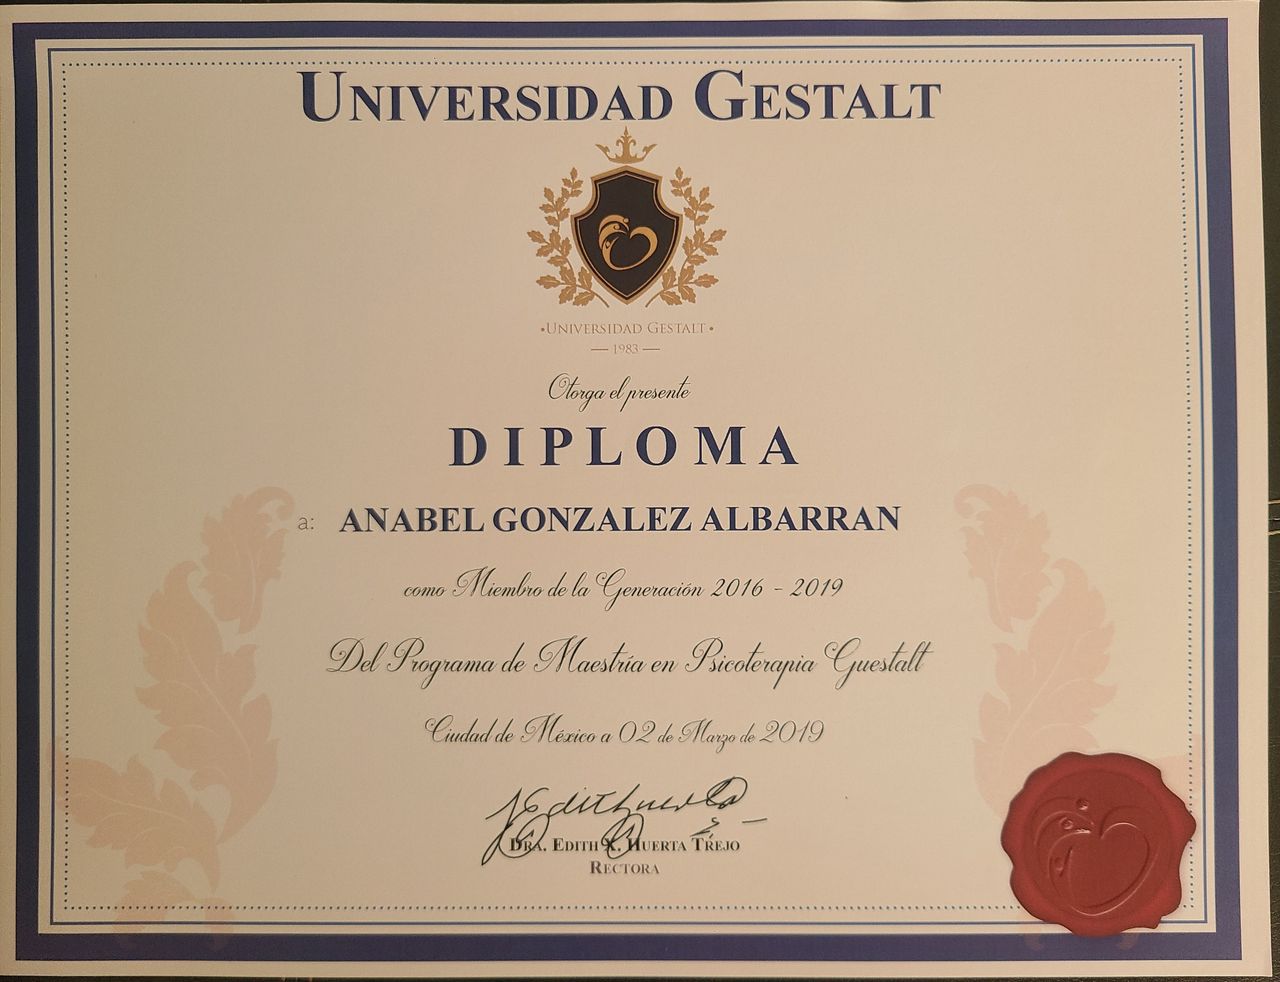 UNIVERSIDAD GESTALT
•UNIVERSIDAD GESTALT•
— 1983 —
Otorga el presente
DIPLOMA
a: ANABEL GONZALEZ ALBARRAN
como Miembro de la Generación 2016 - 2019
Del Programa de Maestría en Psicoterapia Guestalt
Ciudad de México a 02 de Marzo de 2019
DRA. EDITH X. HUERTA TREJO
RECTORA